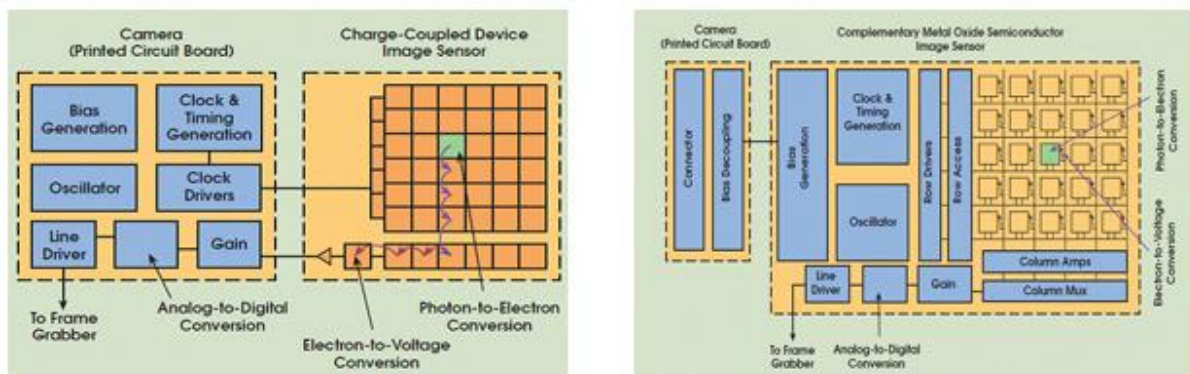 Camera
(Printed Circuit Board)
Charge-Coupled Device
Image Sensor
Bias
Generation
Clock &
Timing
Generation
Oscillator
Clock
Drivers
Line
Driver
Gain
To Frame
Grabber
Analog-to-Digital
Conversion
Electron-to-Voltage
Conversion
Photon-to-Electron
Conversion
Camera
(Printed Circuit Board)
Complementary Metal Oxide Semiconductor
Image Sensor
Connector
Bias Decoupling
Bias
Generation
Clock &
Timing
Generation
Oscillator
Row Drivers
Row Access
Line
Driver
Gain
Column Amps
Column Mux
To Frame
Grabber
Analog-to-Digital
Conversion
Photon-to-Electron
Conversion
Electron-to-Voltage
Conversion